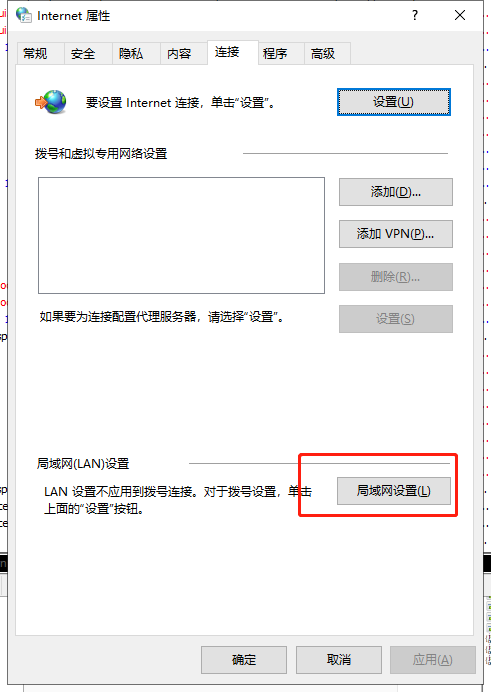 Internet 属性
?
常规 安全 隐私 内容 连接 程序 高级
要设置 Internet 连接，单击“设置”。
设置(U)
拨号和虚拟专用网络设置
添加(D)...
添加 VPN(P)...
删除(R)...
如果要为连接配置代理服务器，请选择“设置”。
设置(S)
局域网(LAN)设置
LAN 设置不应用到拨号连接。对于拨号设置，单击
上面的“设置”按钮。
局域网设置(L)
确定
取消
应用(A)